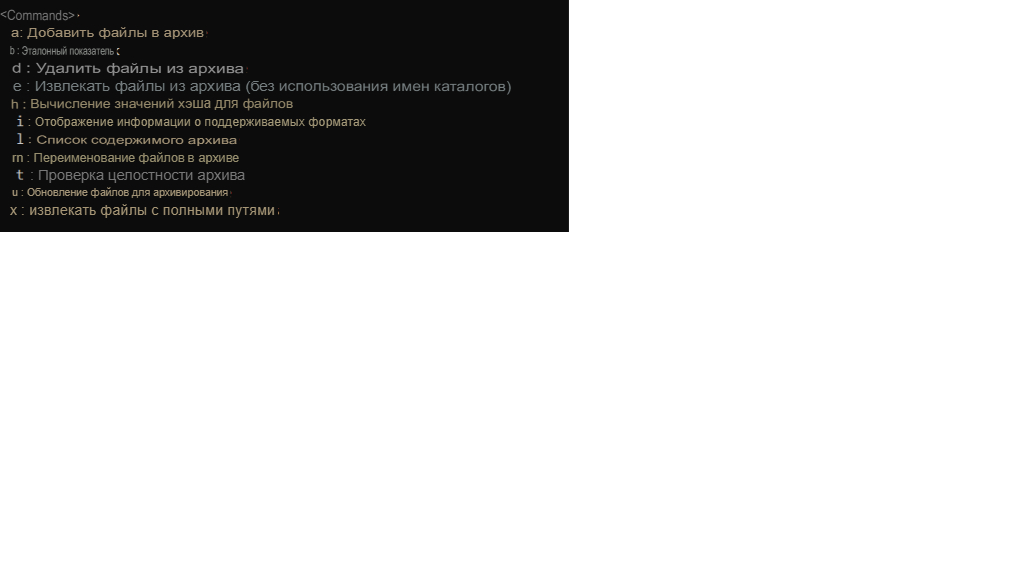 <Commands>
a: Добавить файлы в архив
b : Эталонный показатель :
d : Удалить файлы из архива
e : Извлекать файлы из архива (без использования имен каталогов)
h : Вычисление значений хэша для файлов
i : Отображение информации о поддерживаемых форматах
l : Список содержимого архива
rn : Переименование файлов в архиве
t : Проверка целостности архива
u : Обновление файлов для архивирования
x : извлекать файлы с полными путями